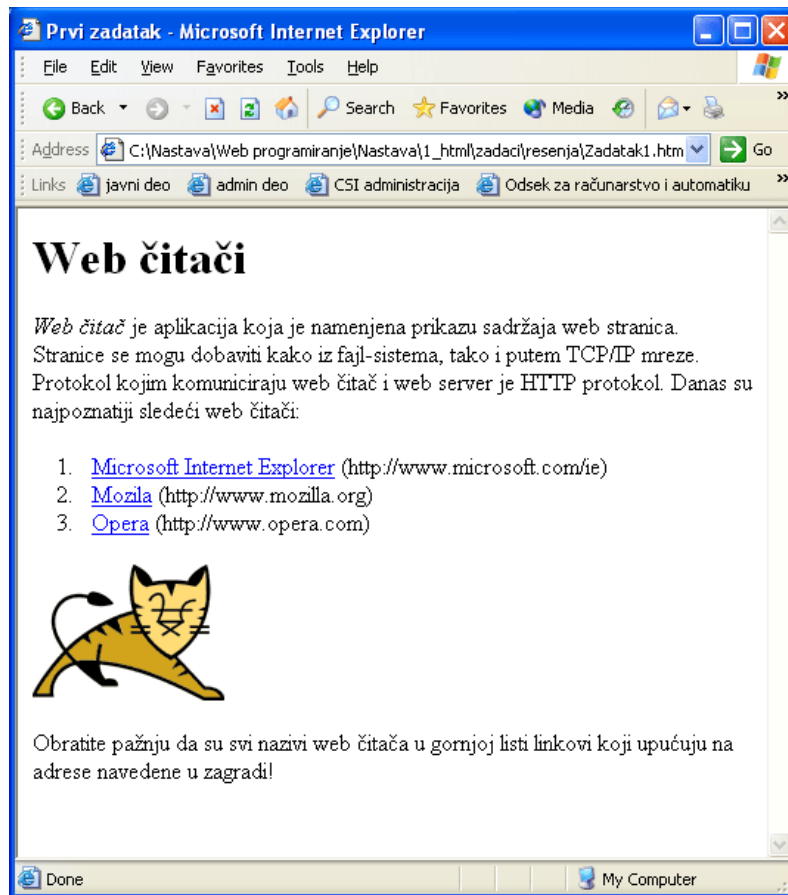 Prvi zadatak - Microsoft Internet Explorer
File Edit View Favorites Tools Help
Back Search Favorites Media »
Address C:\Nastava\Web programiranje\Nastava\1_html\zadaci\resenja\Zadatak1.htm Go
Links javni deo admin deo CSI administracija Odsek za računarstvo i automatiku »
Web čitači
Web čitač je aplikacija koja je namenjena prikazu sadržaja web stranica.
Stranice se mogu dobaviti kako iz fajl-sistema, tako i putem TCP/IP mreze.
Protokol kojim komuniciraju web čitač i web server je HTTP protokol. Danas su
najpoznatiji sledeći web čitači:
1. Microsoft Internet Explorer (http://www.microsoft.com/ie)
2. Mozila (http://www.mozilla.org)
3. Opera (http://www.opera.com)
Obratite pažnju da su svi nazivi web čitača u gornjoj listi linkovi koji upućuju na
adrese navedene u zagradi!
Done My Computer